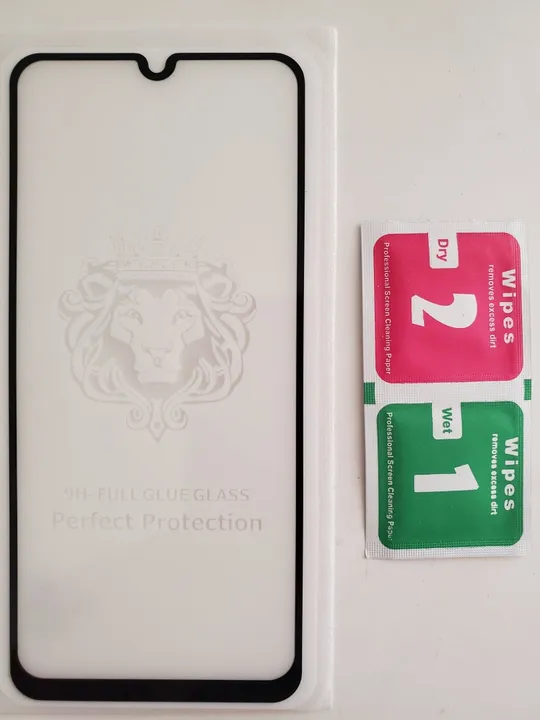 9H-FULL GLUE GLASS
Perfect Protection
Wipes
removes excess dirt
Dry
2
Professional Screen Cleaning Paper
Wipes
removes excess dirt
Wet
1
Professional Screen Cleaning Paper